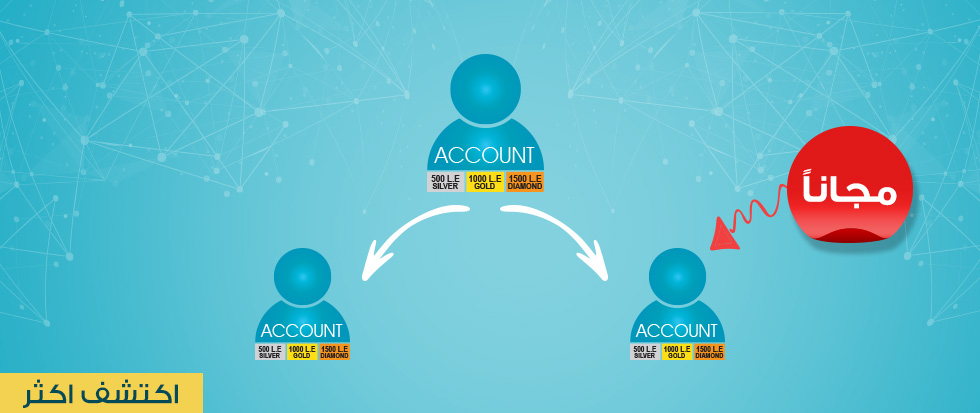 ACCOUNT
500 L.E 1000 L.E 1500 L.E
SILVER GOLD DIAMOND
مجاناً
ACCOUNT
500 L.E 1000 L.E 1500 L.E
SILVER GOLD DIAMOND
ACCOUNT
500 L.E 1000 L.E 1500 L.E
SILVER GOLD DIAMOND
اكتشف اكثر